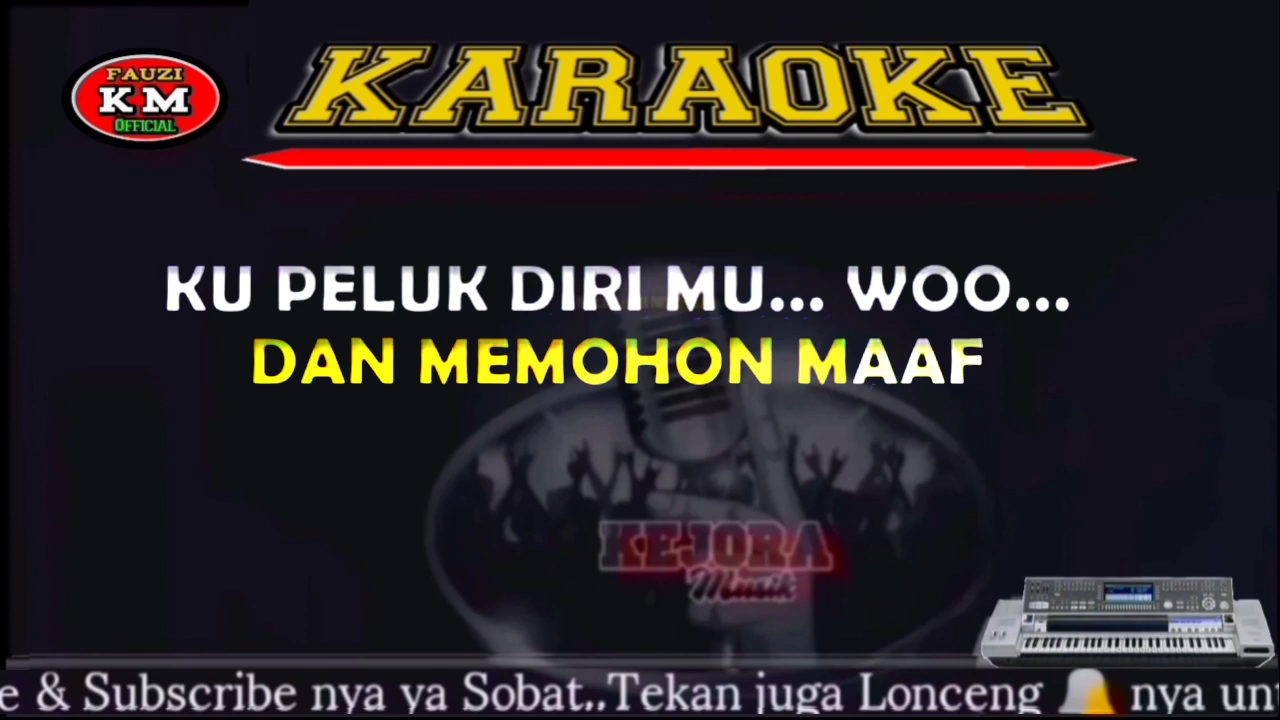 FAUZI
KM
OFFICIAL
KARAOKE
KU PELUK DIRI MU... WOO...
DAN MEMOHON MAAF
KEJORA
Musik
e & Subscribe nya ya Sobat..Tekan juga Lonceng 🔔 nya unt